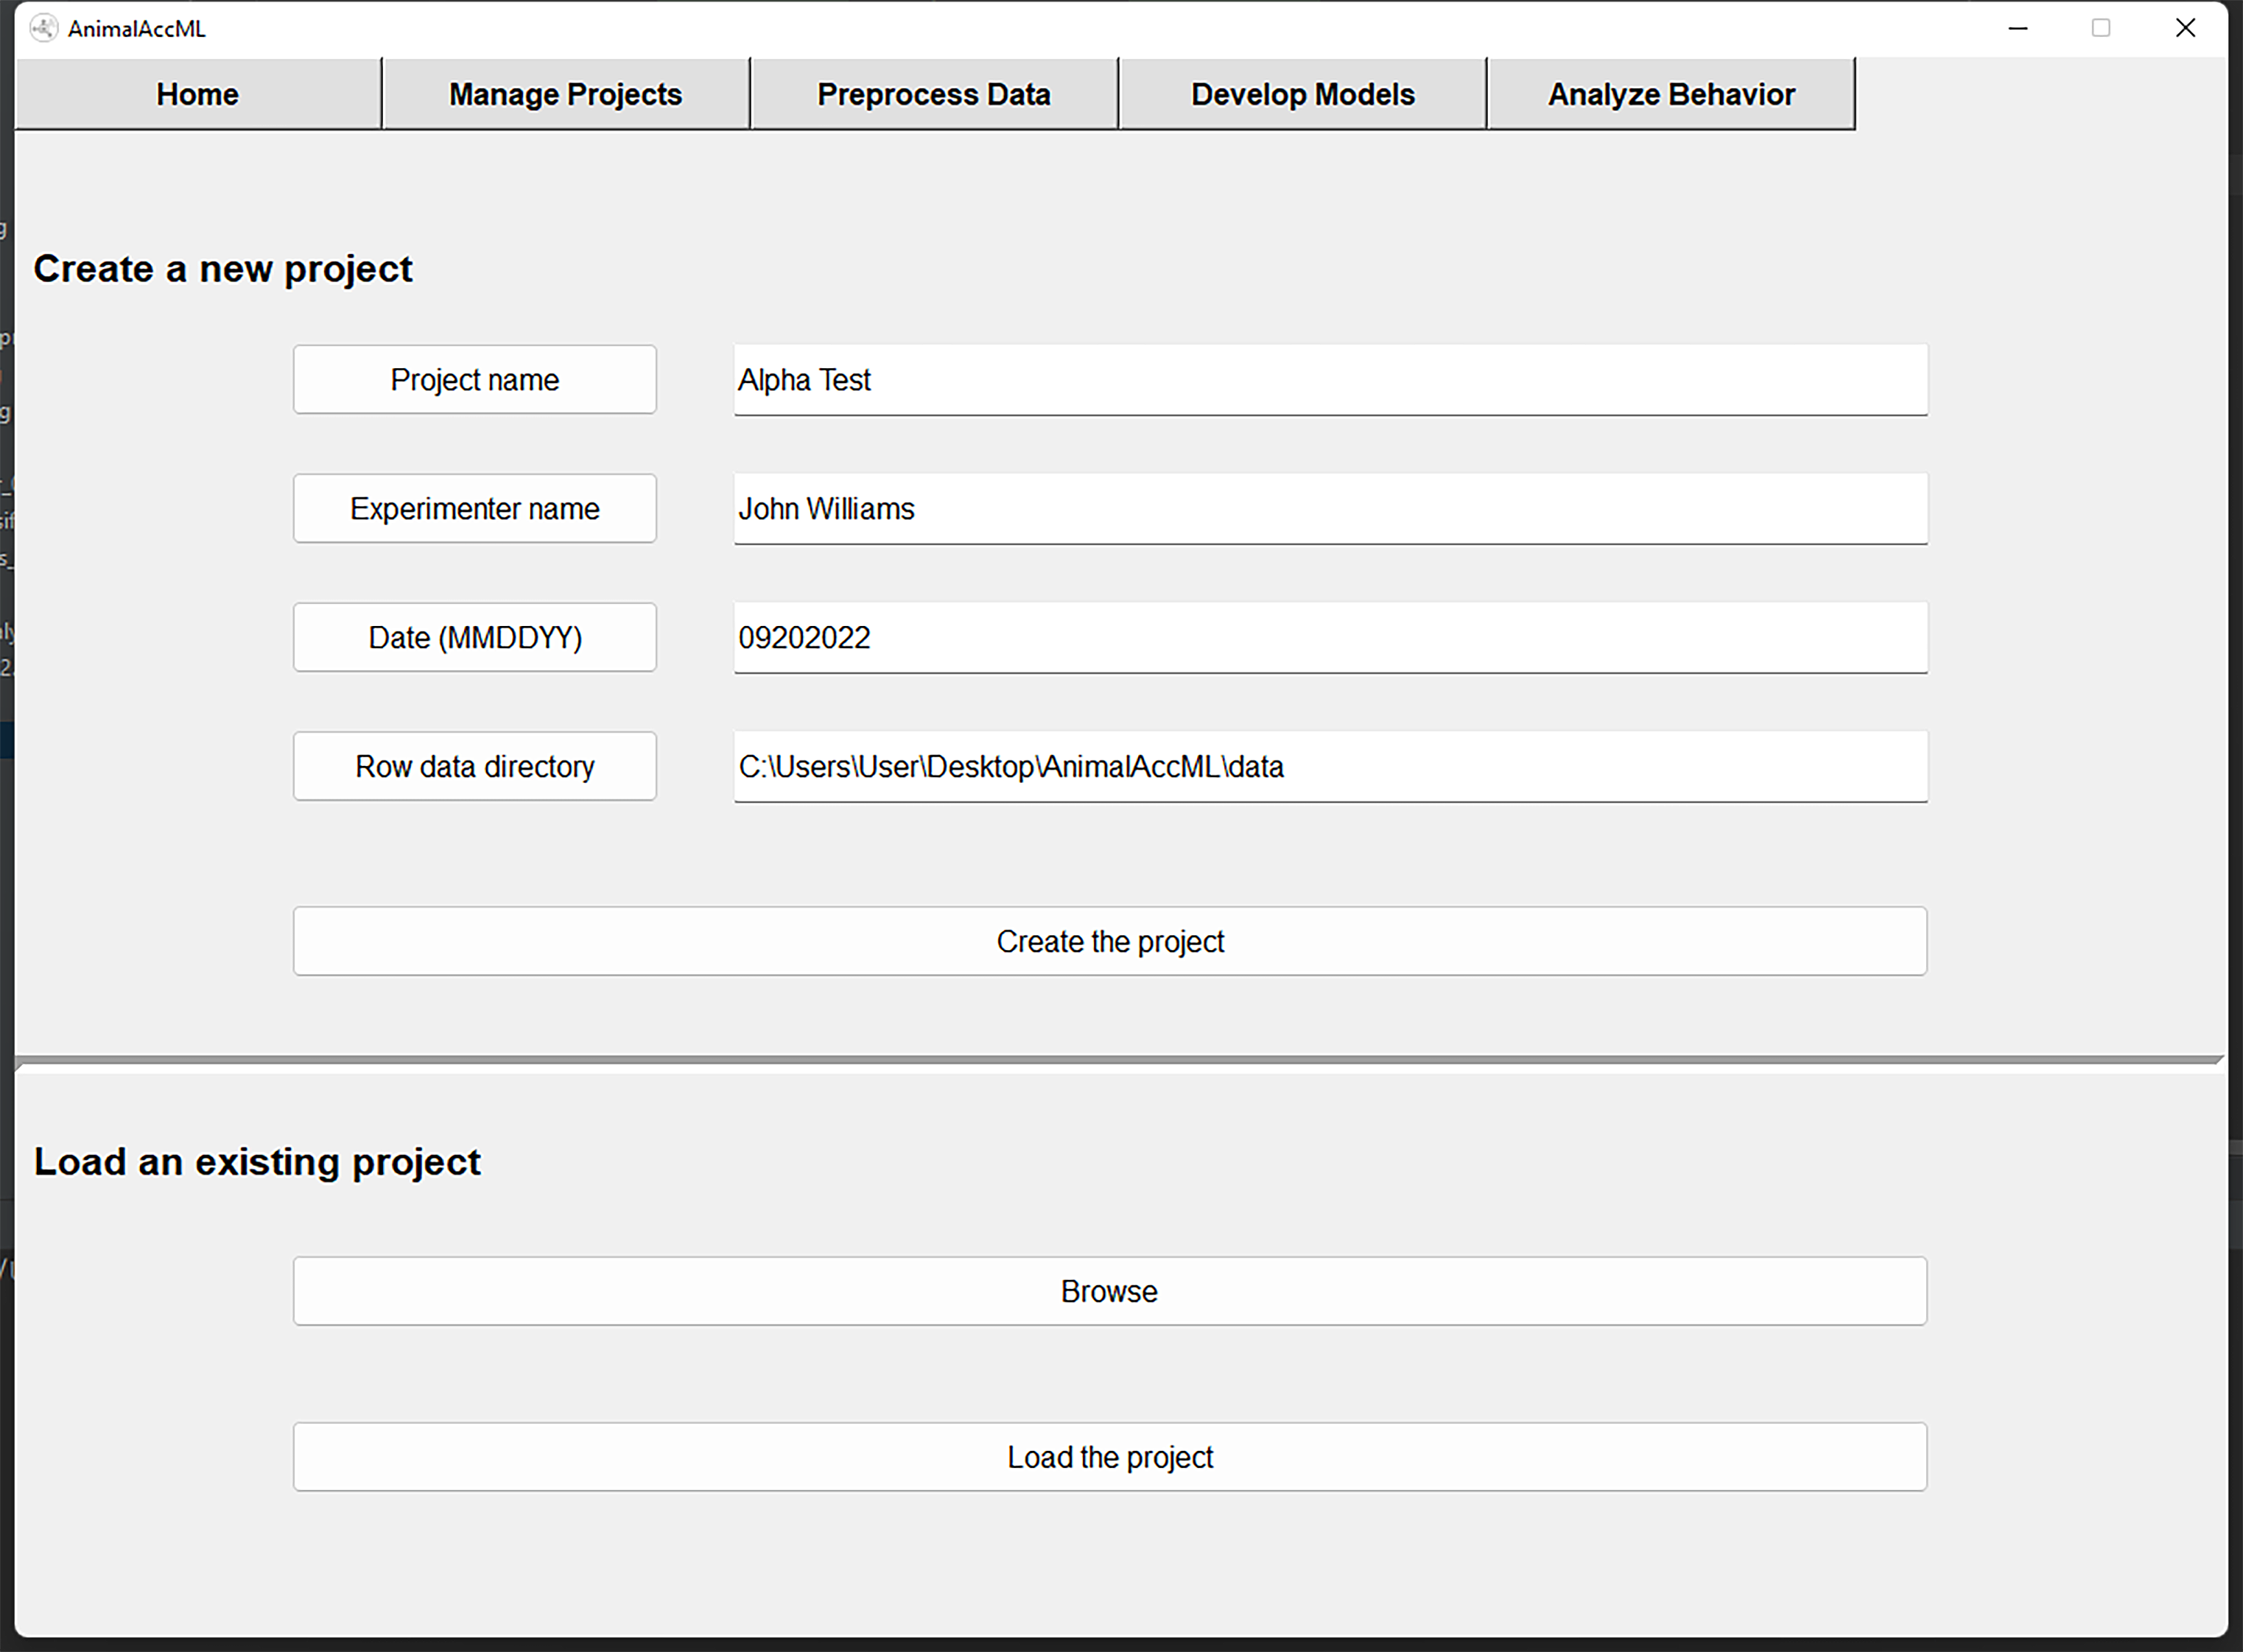 AnimalAccML
Home Manage Projects Preprocess Data Develop Models Analyze Behavior
Create a new project
Project name Alpha Test
Experimenter name John Williams
Date (MMDDYY) 09202022
Row data directory C:\Users\User\Desktop\AnimalAccML\data
Create the project
Load an existing project
Browse
Load the project